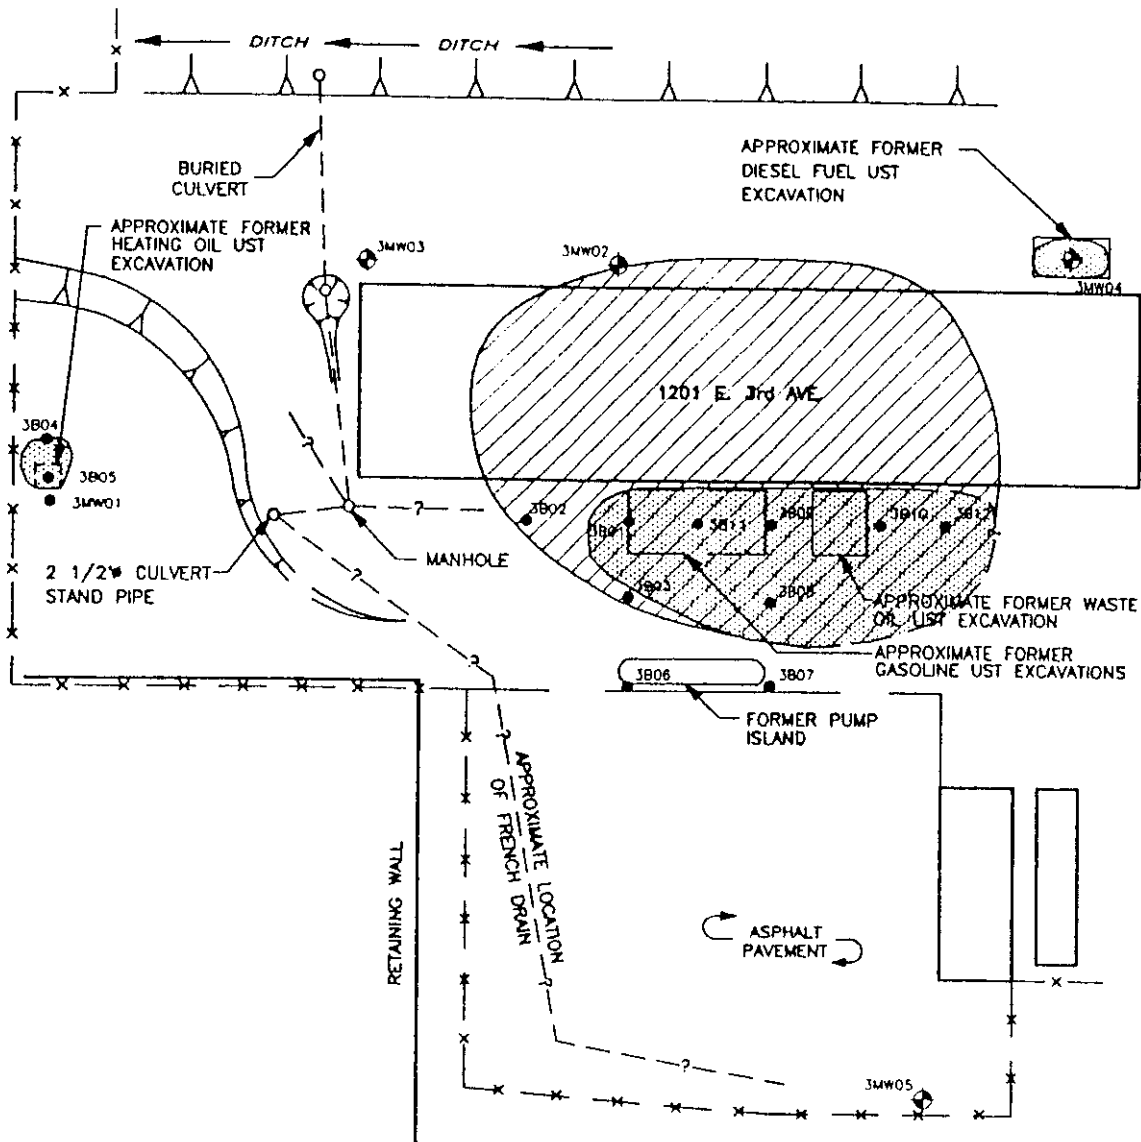 DITCH
DITCH
BURIED
CULVERT
APPROXIMATE FORMER
DIESEL FUEL UST
EXCAVATION
APPROXIMATE FORMER
HEATING OIL UST
EXCAVATION
3MW03
3MW02
3MW04
1201 E. 3rd AVE.
3B04
3B05
3MW01
3B02
3B01
3B11
3B09
3B10
3B12
2 1/2" CULVERT
STAND PIPE
MANHOLE
?
?
?
3B03
3B08
APPROXIMATE FORMER WASTE
OIL UST EXCAVATION
APPROXIMATE FORMER
GASOLINE UST EXCAVATIONS
?
3B06
3B07
FORMER PUMP
ISLAND
?
APPROXIMATE LOCATION
OF FRENCH DRAIN
RETAINING WALL
ASPHALT
PAVEMENT
?
?
3MW05